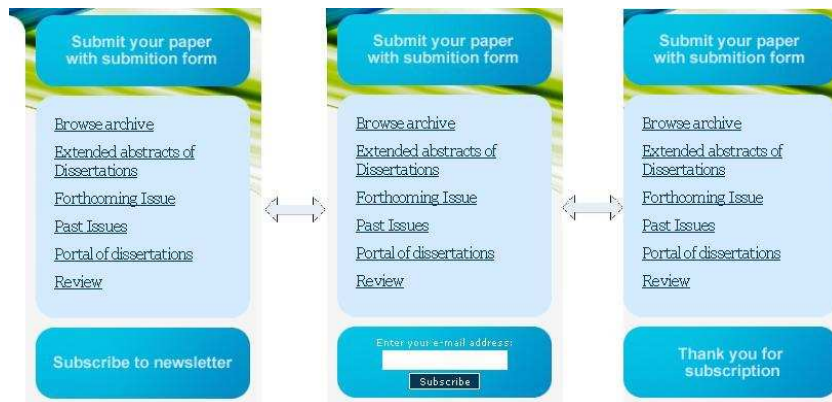 Submit your paper
with submition form
Browse archive
Extended abstracts of
Dissertations
Forthcoming Issue
Past Issues
Portal of dissertations
Review
Subscribe to newsletter
Submit your paper
with submition form
Browse archive
Extended abstracts of
Dissertations
Forthcoming Issue
Past Issues
Portal of dissertations
Review
Enter your e-mail address:
Subscribe
Submit your paper
with submition form
Browse archive
Extended abstracts of
Dissertations
Forthcoming Issue
Past Issues
Portal of dissertations
Review
Thank you for
subscription